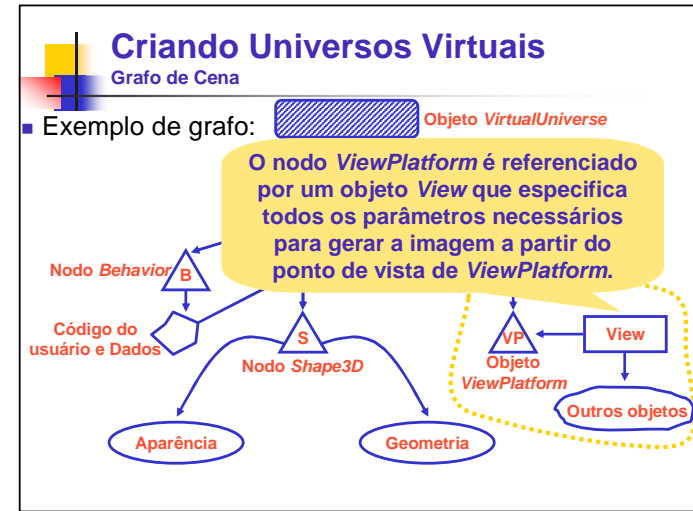 Criando Universos Virtuais
Grafo de Cena
Exemplo de grafo:
Objeto VirtualUniverse
O nodo ViewPlatform é referenciado
por um objeto View que especifica
todos os parâmetros necessários
para gerar a imagem a partir do
ponto de vista de ViewPlatform.
Nodo Behavior
B
Código do
usuário e Dados
S
Nodo Shape3D
VP
Objeto
ViewPlatform
View
Outros objetos
Aparência
Geometria